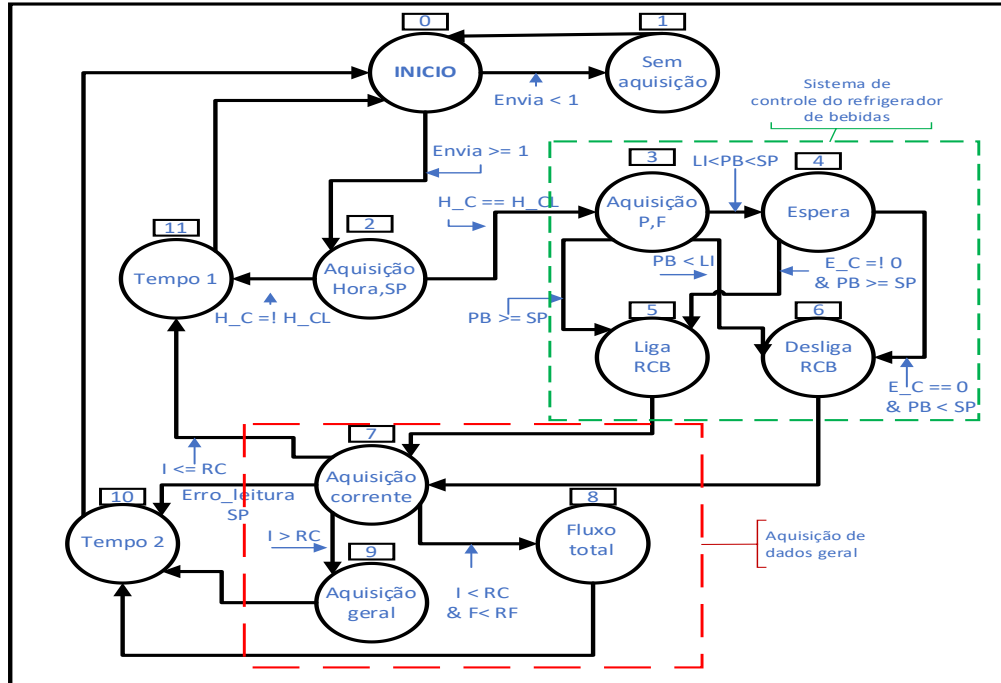 0
1
INICIO
Sem
aquisição
Envia < 1
Sistema de
controle do refrigerador
de bebidas
Envia >= 1
3
LI<PB<SP
4
H_C == H_CL
Aquisição
P,F
Espera
11
2
Tempo 1
Aquisição
Hora,SP
PB < LI
E_C =! 0
& PB >= SP
H_C =! H_CL
PB >= SP
5
6
Liga
RCB
Desliga
RCB
E_C == 0
& PB < SP
7
I <= RC
Aquisição
corrente
10
Erro_leitura
SP
8
Tempo 2
I > RC
Fluxo
total
Aquisição de
dados geral
9
Aquisição
geral
I < RC
& F< RF